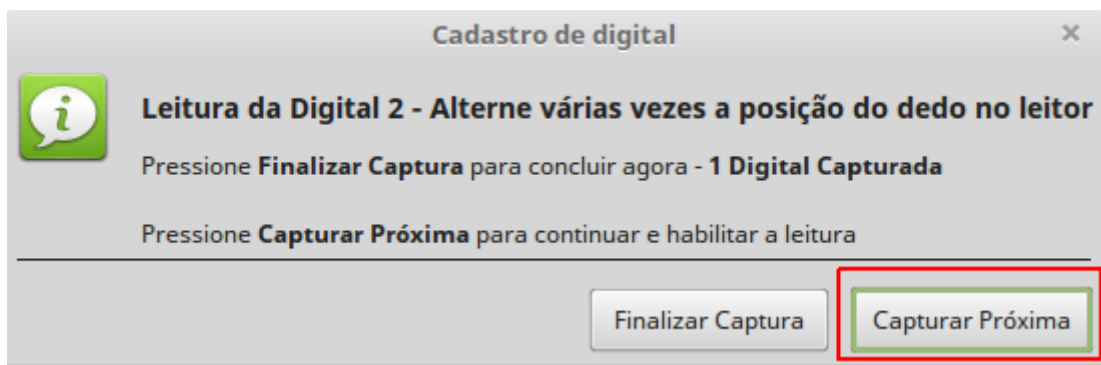 Cadastro de digital
Leitura da Digital 2 - Alterne várias vezes a posição do dedo no leitor
Pressione Finalizar Captura para concluir agora - 1 Digital Capturada
Pressione Capturar Próxima para continuar e habilitar a leitura
Finalizar Captura
Capturar Próxima